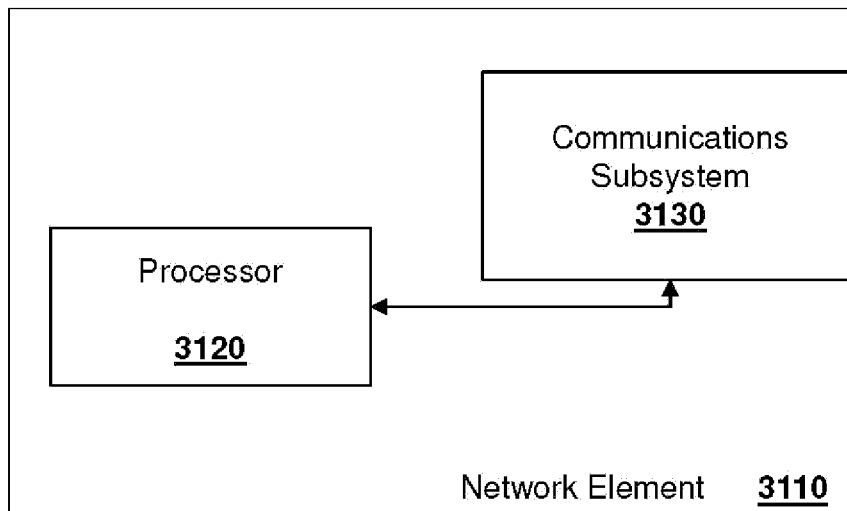 Communications
Subsystem
3130
Processor
3120
Network Element 3110